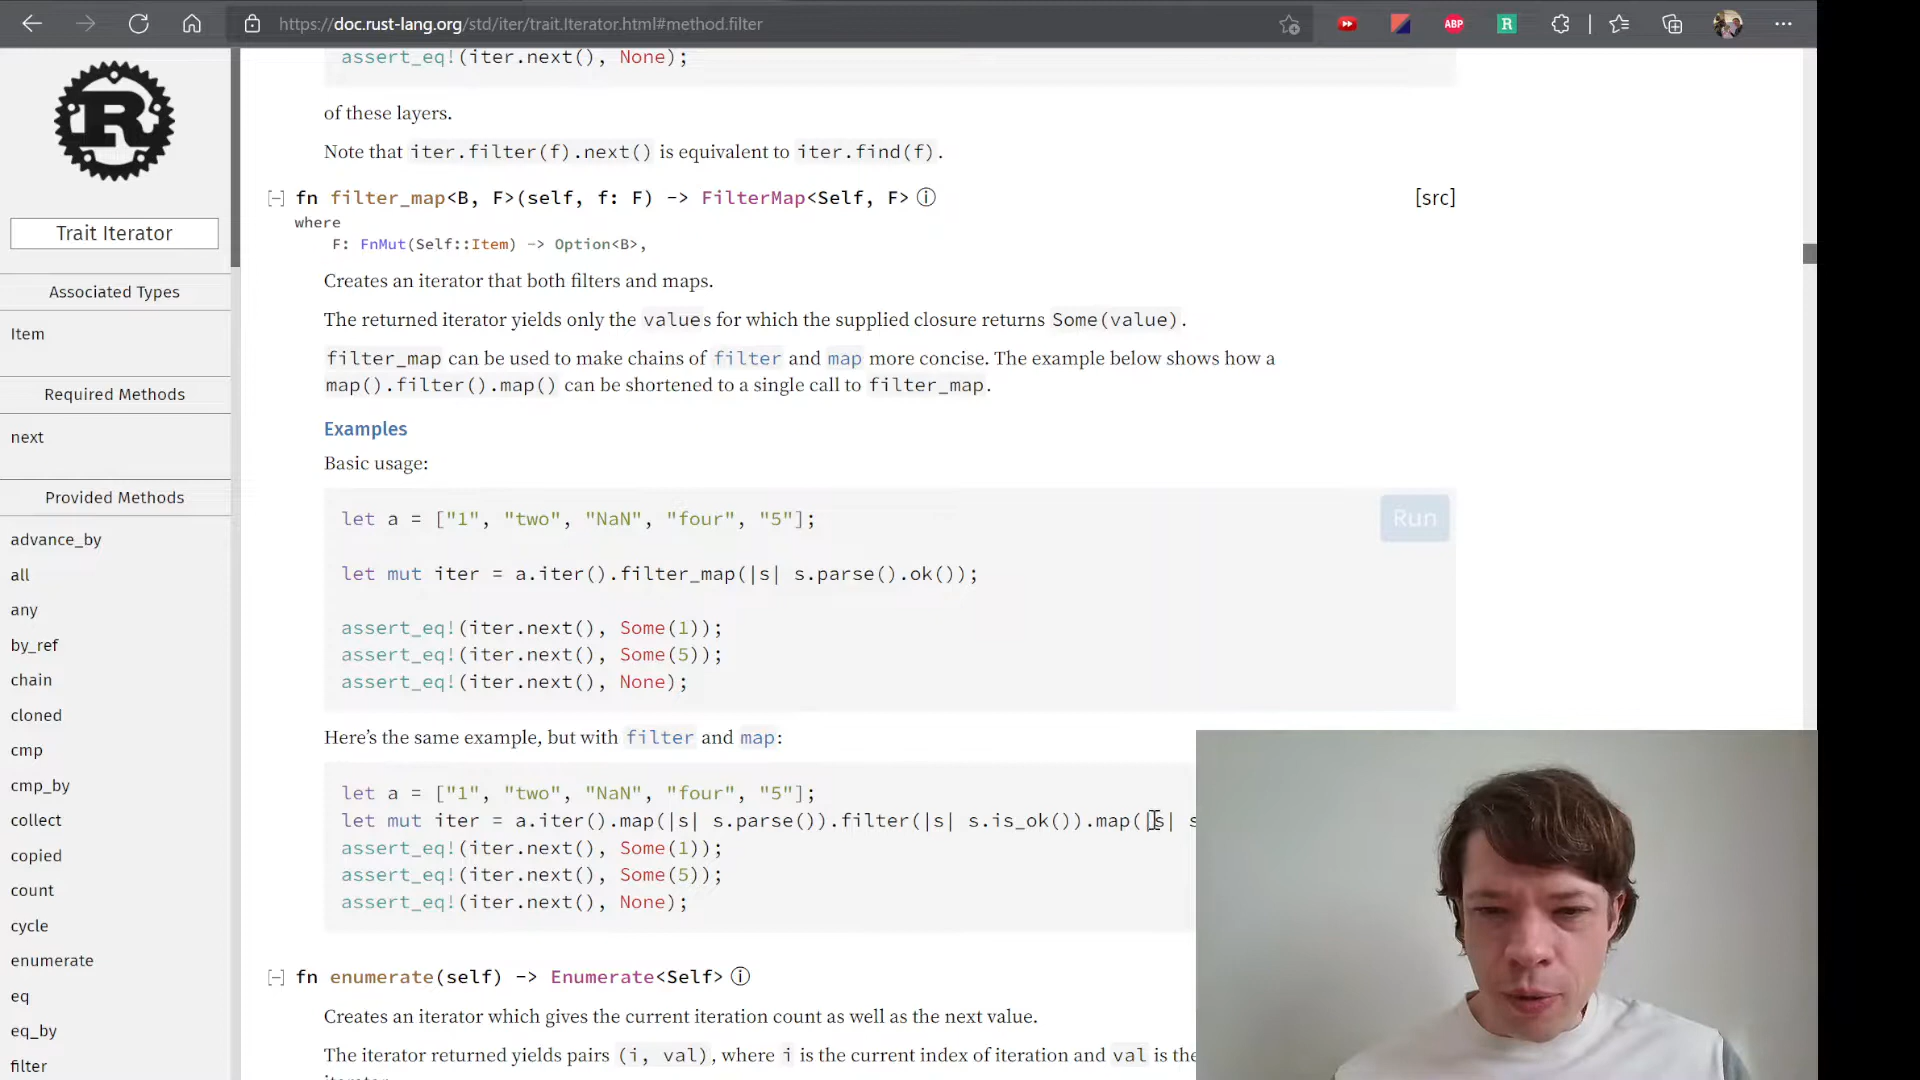 https://doc.rust-lang.org/std/iter/trait.Iterator.html#method.filter
ABP
R
R
Trait Iterator
Associated Types
Item
Required Methods
next
Provided Methods
advance_by
all
any
by_ref
chain
cloned
cmp
cmp_by
collect
copied
count
cycle
enumerate
eq
eq_by
filter
assert_eq!(iter.next(), None);
of these layers.
Note that iter.filter(f).next() is equivalent to iter.find(f).
[-] fn filter_map<B, F>(self, f: F) -> FilterMap<Self, F> ⓘ [src]
where
F: FnMut(Self::Item) -> Option<B>,
Creates an iterator that both filters and maps.
The returned iterator yields only the values for which the supplied closure returns Some(value).
filter_map can be used to make chains of filter and map more concise. The example below shows how a
map().filter().map() can be shortened to a single call to filter_map.
Examples
Basic usage:
let a = ["1", "two", "NaN", "four", "5"];
Run
let mut iter = a.iter().filter_map(|s| s.parse().ok());
assert_eq!(iter.next(), Some(1));
assert_eq!(iter.next(), Some(5));
assert_eq!(iter.next(), None);
Here’s the same example, but with filter and map:
let a = ["1", "two", "NaN", "four", "5"];
let mut iter = a.iter().map(|s| s.parse()).filter(|s| s.is_ok()).map(|s| s
assert_eq!(iter.next(), Some(1));
assert_eq!(iter.next(), Some(5));
assert_eq!(iter.next(), None);
[-] fn enumerate(self) -> Enumerate<Self> ⓘ
Creates an iterator which gives the current iteration count as well as the next value.
The iterator returned yields pairs (i, val), where i is the current index of iteration and val is the
iterator.